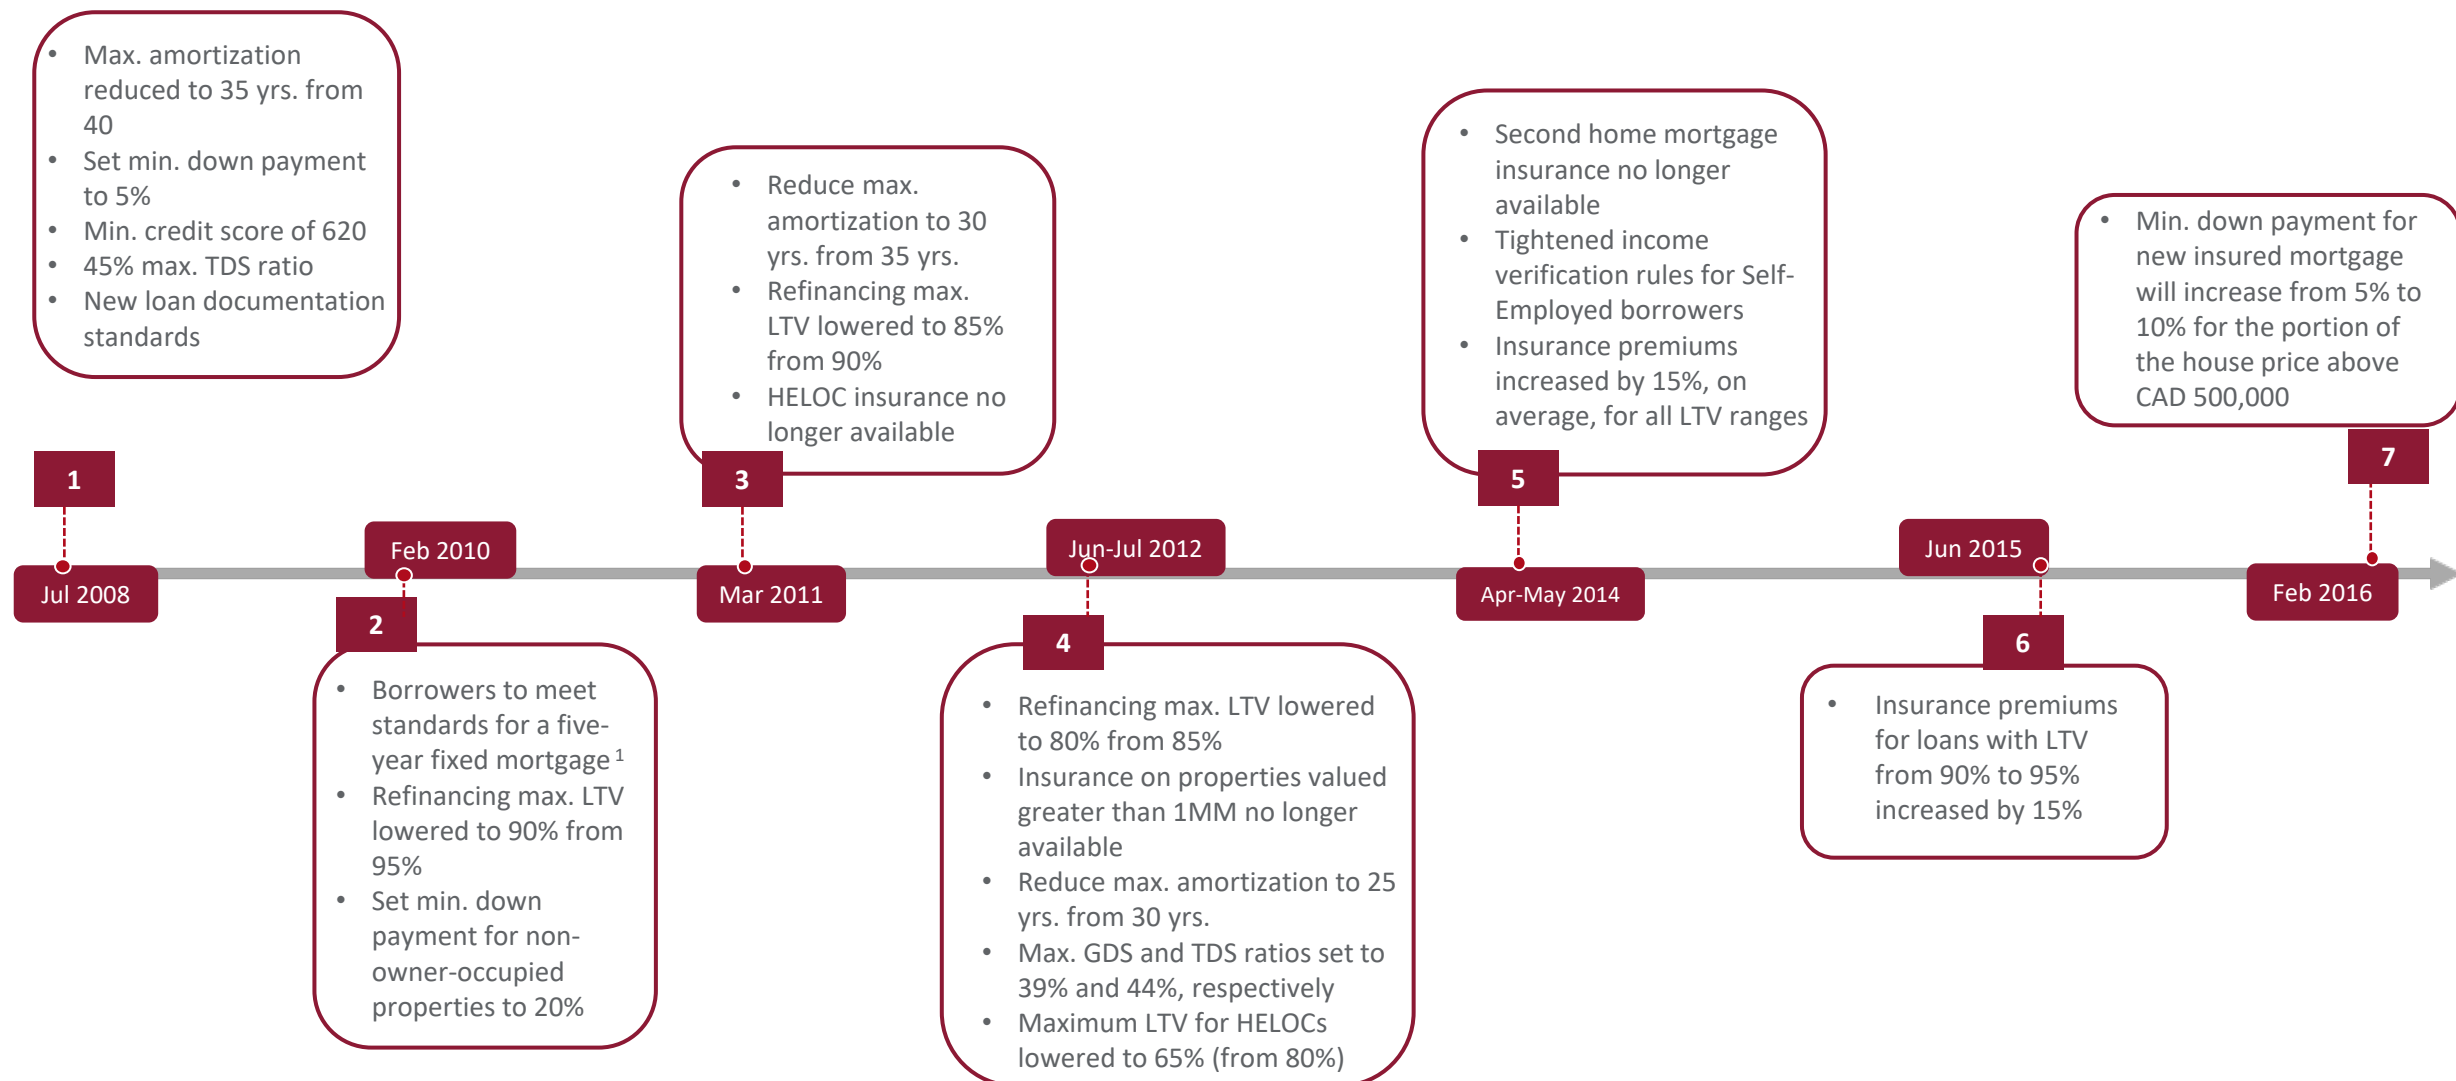 • Max. amortization
reduced to 35 yrs. from
40
• Set min. down payment
to 5%
• Min. credit score of 620
• 45% max. TDS ratio
• New loan documentation
standards
1
Jul 2008
Feb 2010
2
• Borrowers to meet
standards for a five-
year fixed mortgage 1
• Refinancing max. LTV
lowered to 90% from
95%
• Set min. down
payment for non-
owner-occupied
properties to 20%
• Reduce max.
amortization to 30
yrs. from 35 yrs.
• Refinancing max.
LTV lowered to 85%
from 90%
• HELOC insurance no
longer available
3
Mar 2011
Jun-Jul 2012
4
• Refinancing max. LTV lowered
to 80% from 85%
• Insurance on properties valued
greater than 1MM no longer
available
• Reduce max. amortization to 25
yrs. from 30 yrs.
• Max. GDS and TDS ratios set to
39% and 44%, respectively
• Maximum LTV for HELOCs
lowered to 65% (from 80%)
• Second home mortgage
insurance no longer
available
• Tightened income
verification rules for Self-
Employed borrowers
• Insurance premiums
increased by 15%, on
average, for all LTV ranges
5
Apr-May 2014
Jun 2015
6
• Insurance premiums
for loans with LTV
from 90% to 95%
increased by 15%
• Min. down payment for
new insured mortgage
will increase from 5% to
10% for the portion of
the house price above
CAD 500,000
7
Feb 2016